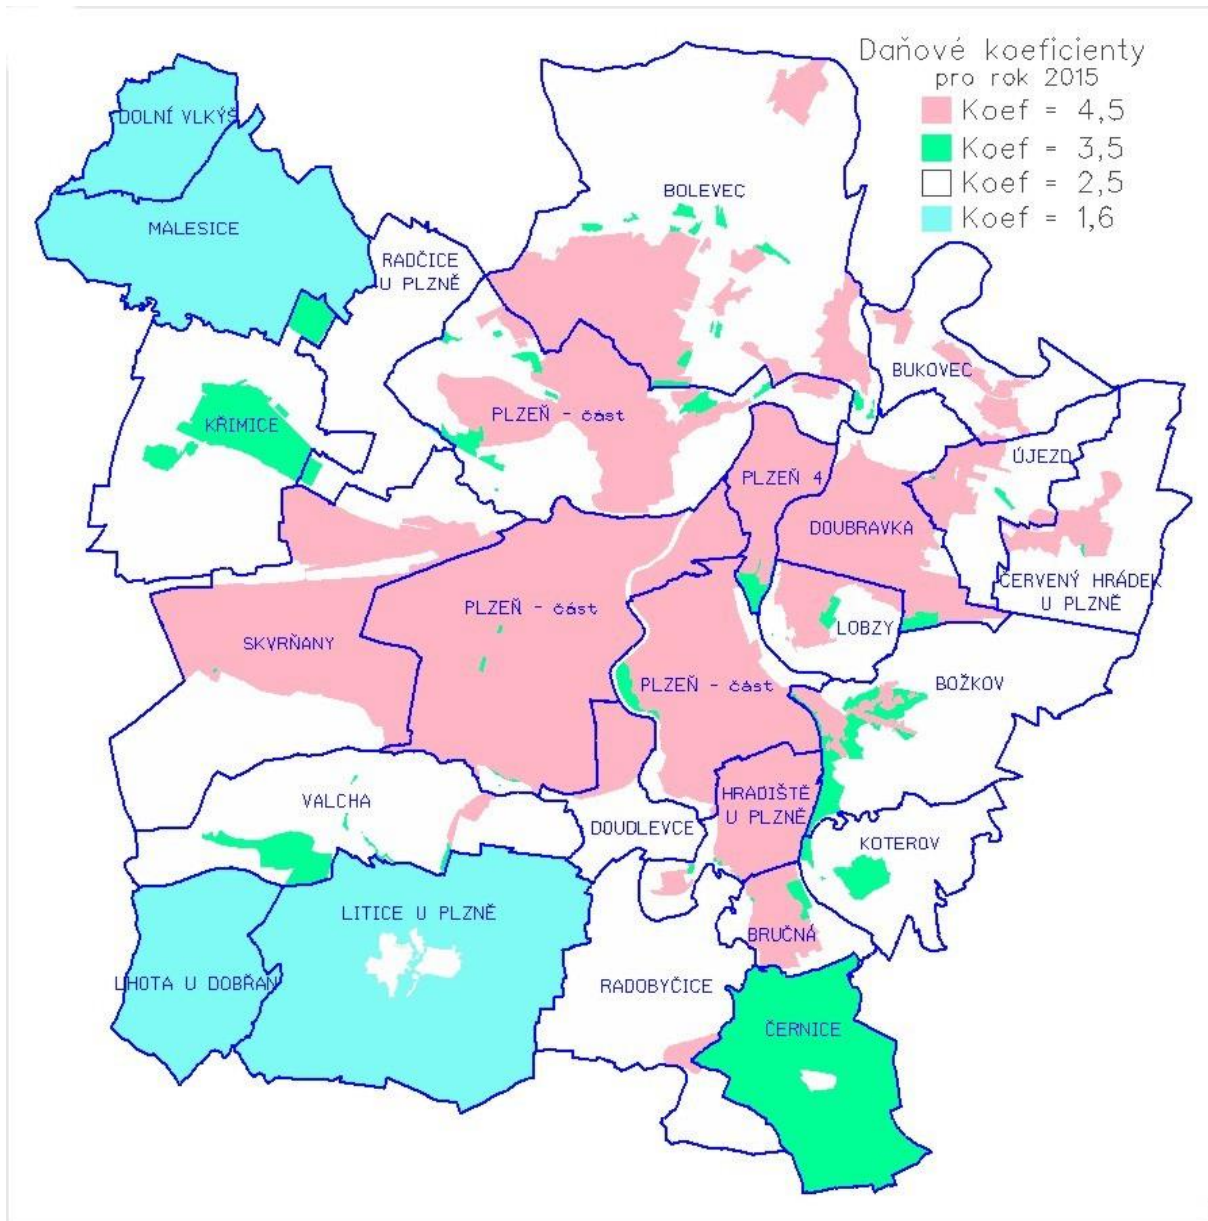 Daňové koeficienty
pro rok 2015
Koef = 4,5
Koef = 3,5
Koef = 2,5
Koef = 1,6
DOLNÍ VLKÝŠ
MALESICE
RADČICE
U PLZNĚ
BOLEVEC
BUKOVEC
KŘIMICE
PLZEŇ - část
PLZEŇ 4
ÚJEZD
DOUBRAVKA
ČERVENÝ HRÁDEK
U PLZNĚ
SKVRŇANY
PLZEŇ - část
LOBZY
PLZEŇ - část
BOŽKOV
VALCHA
HRADIŠTĚ
U PLZNĚ
DOUDLEVCE
KOTEROV
LITICE U PLZNĚ
BRUČNÁ
LHOTA U DOBŘAN
RADOBYČICE
ČERNICE